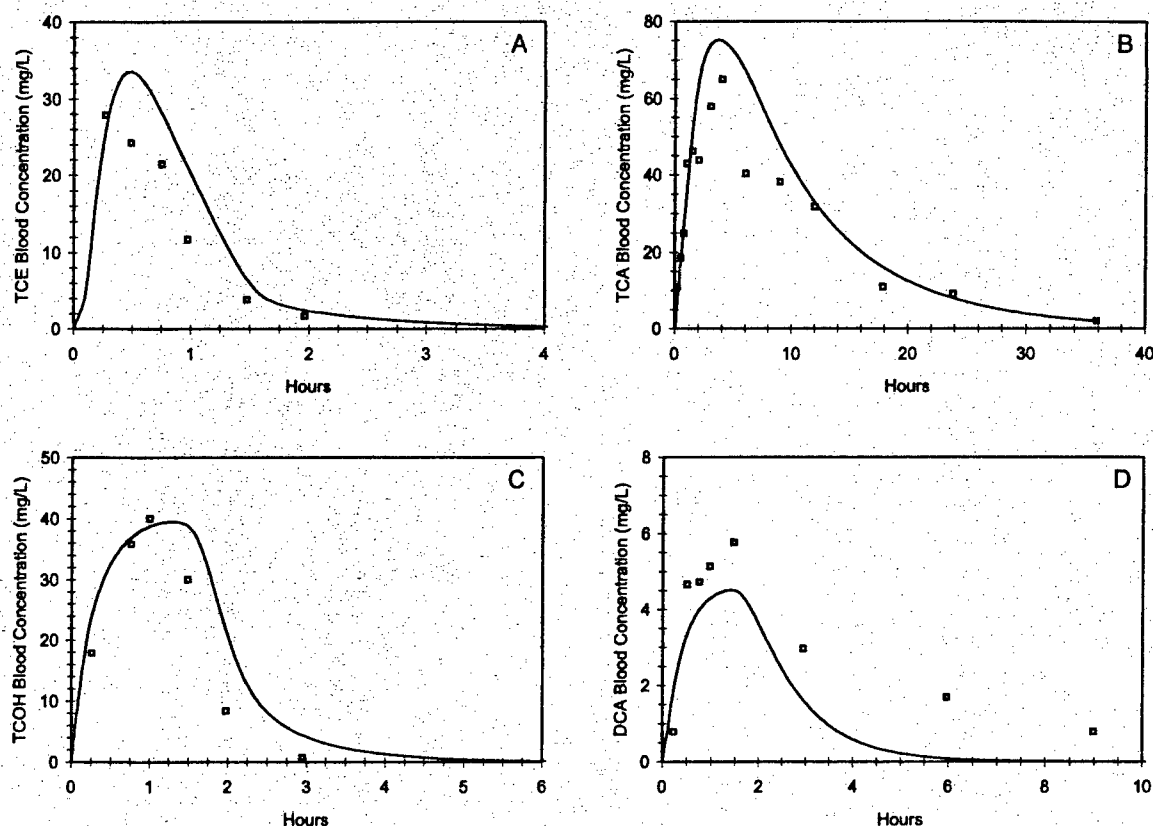 A
TCE Blood Concentration (mg/L)
40
30
20
10
0
0 1 2 3 4
Hours
B
TCA Blood Concentration (mg/L)
80
60
40
20
0
0 10 20 30 40
Hours
C
TCOH Blood Concentration (mg/L)
50
40
30
20
10
0
0 1 2 3 4 5 6
Hours
D
DCA Blood Concentration (mg/L)
8
6
4
2
0
0 2 4 6 8 10
Hours